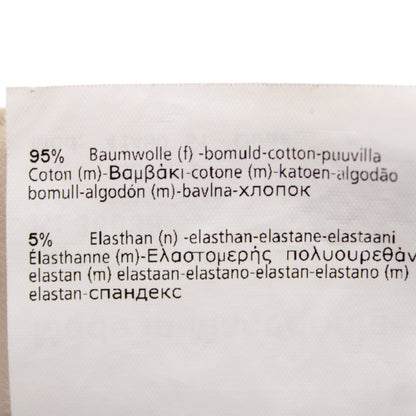 95% Baumwolle (f) -bomuld-cotton-puuvilla
Coton (m)-Βαμβάκι-cotone (m)-katoen-algodão
bomull-algodón (m)-bavlna-хлопок
5% Elasthan (n) -elasthan-elastane-elastaani
Élasthanne (m)-Ελαστομερής πολυουρεθάν
elastan (m) elastaan-elastano-elastan-elastano (m)
elastan-спандекс